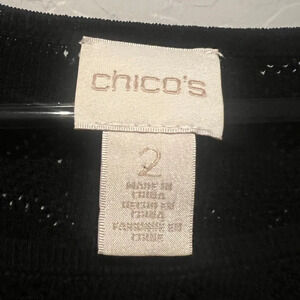 chico's
2
MADE IN
CHINA
HECHO EN
CHINA
FABRIQUÉ EN
CHINE